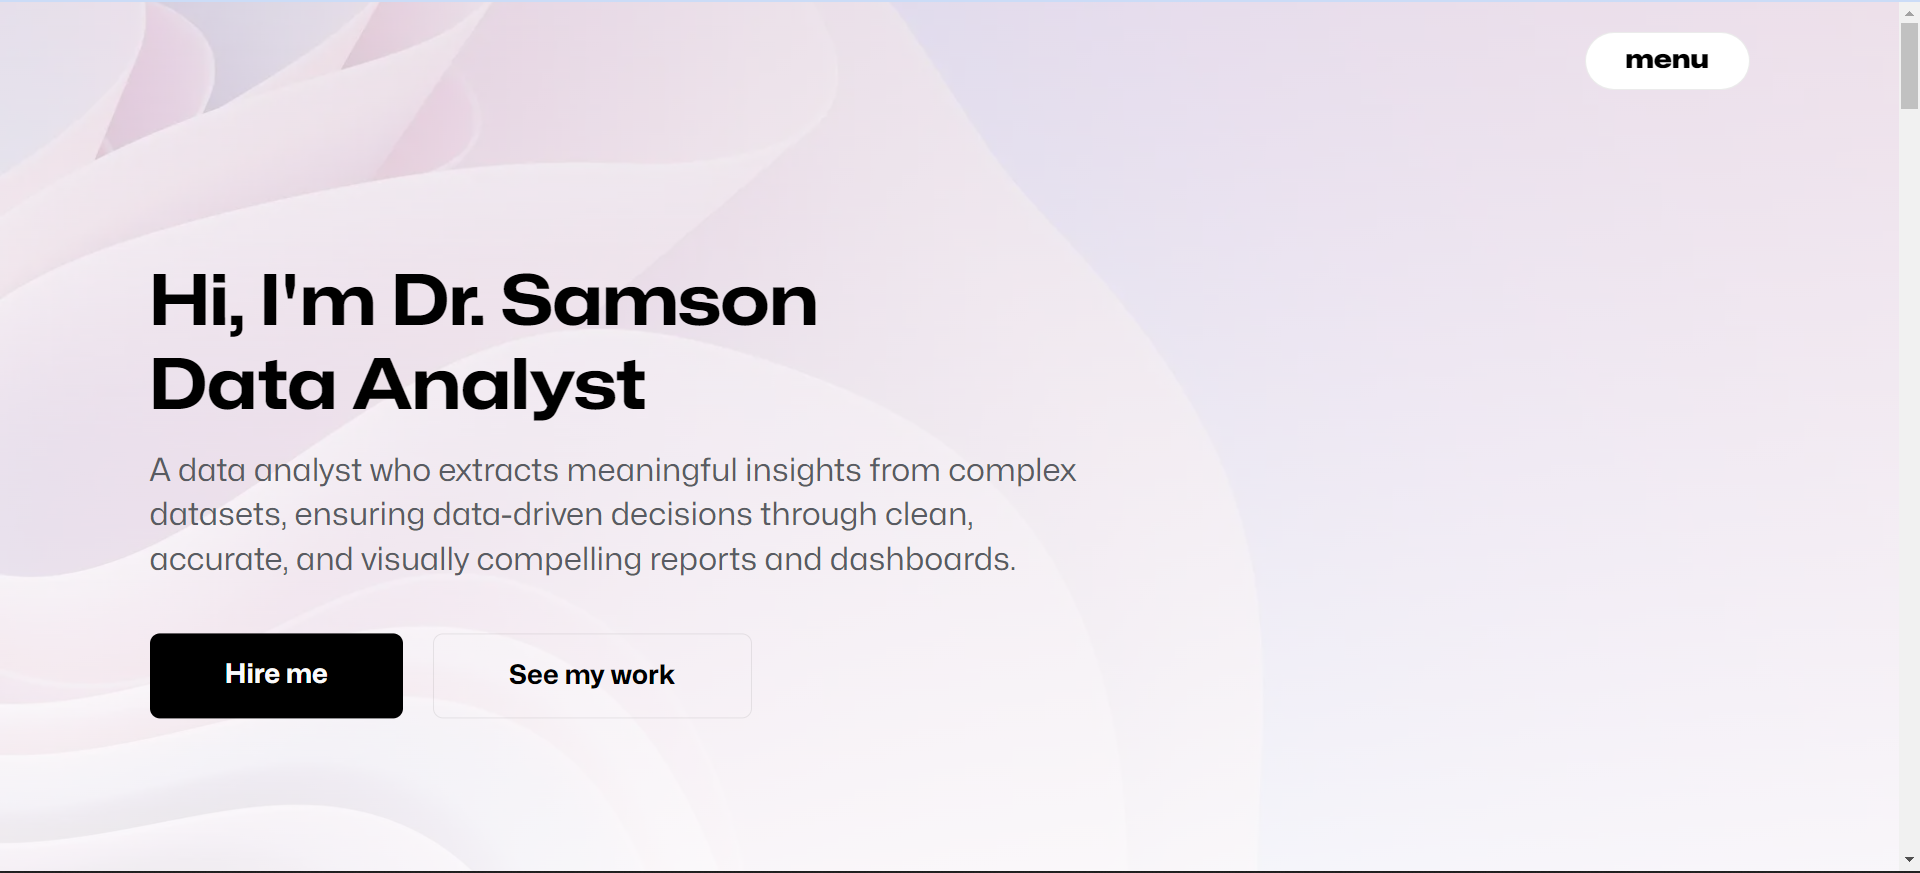 menu
Hi, I'm Dr. Samson
Data Analyst
A data analyst who extracts meaningful insights from complex
datasets, ensuring data-driven decisions through clean,
accurate, and visually compelling reports and dashboards.
Hire me
See my work